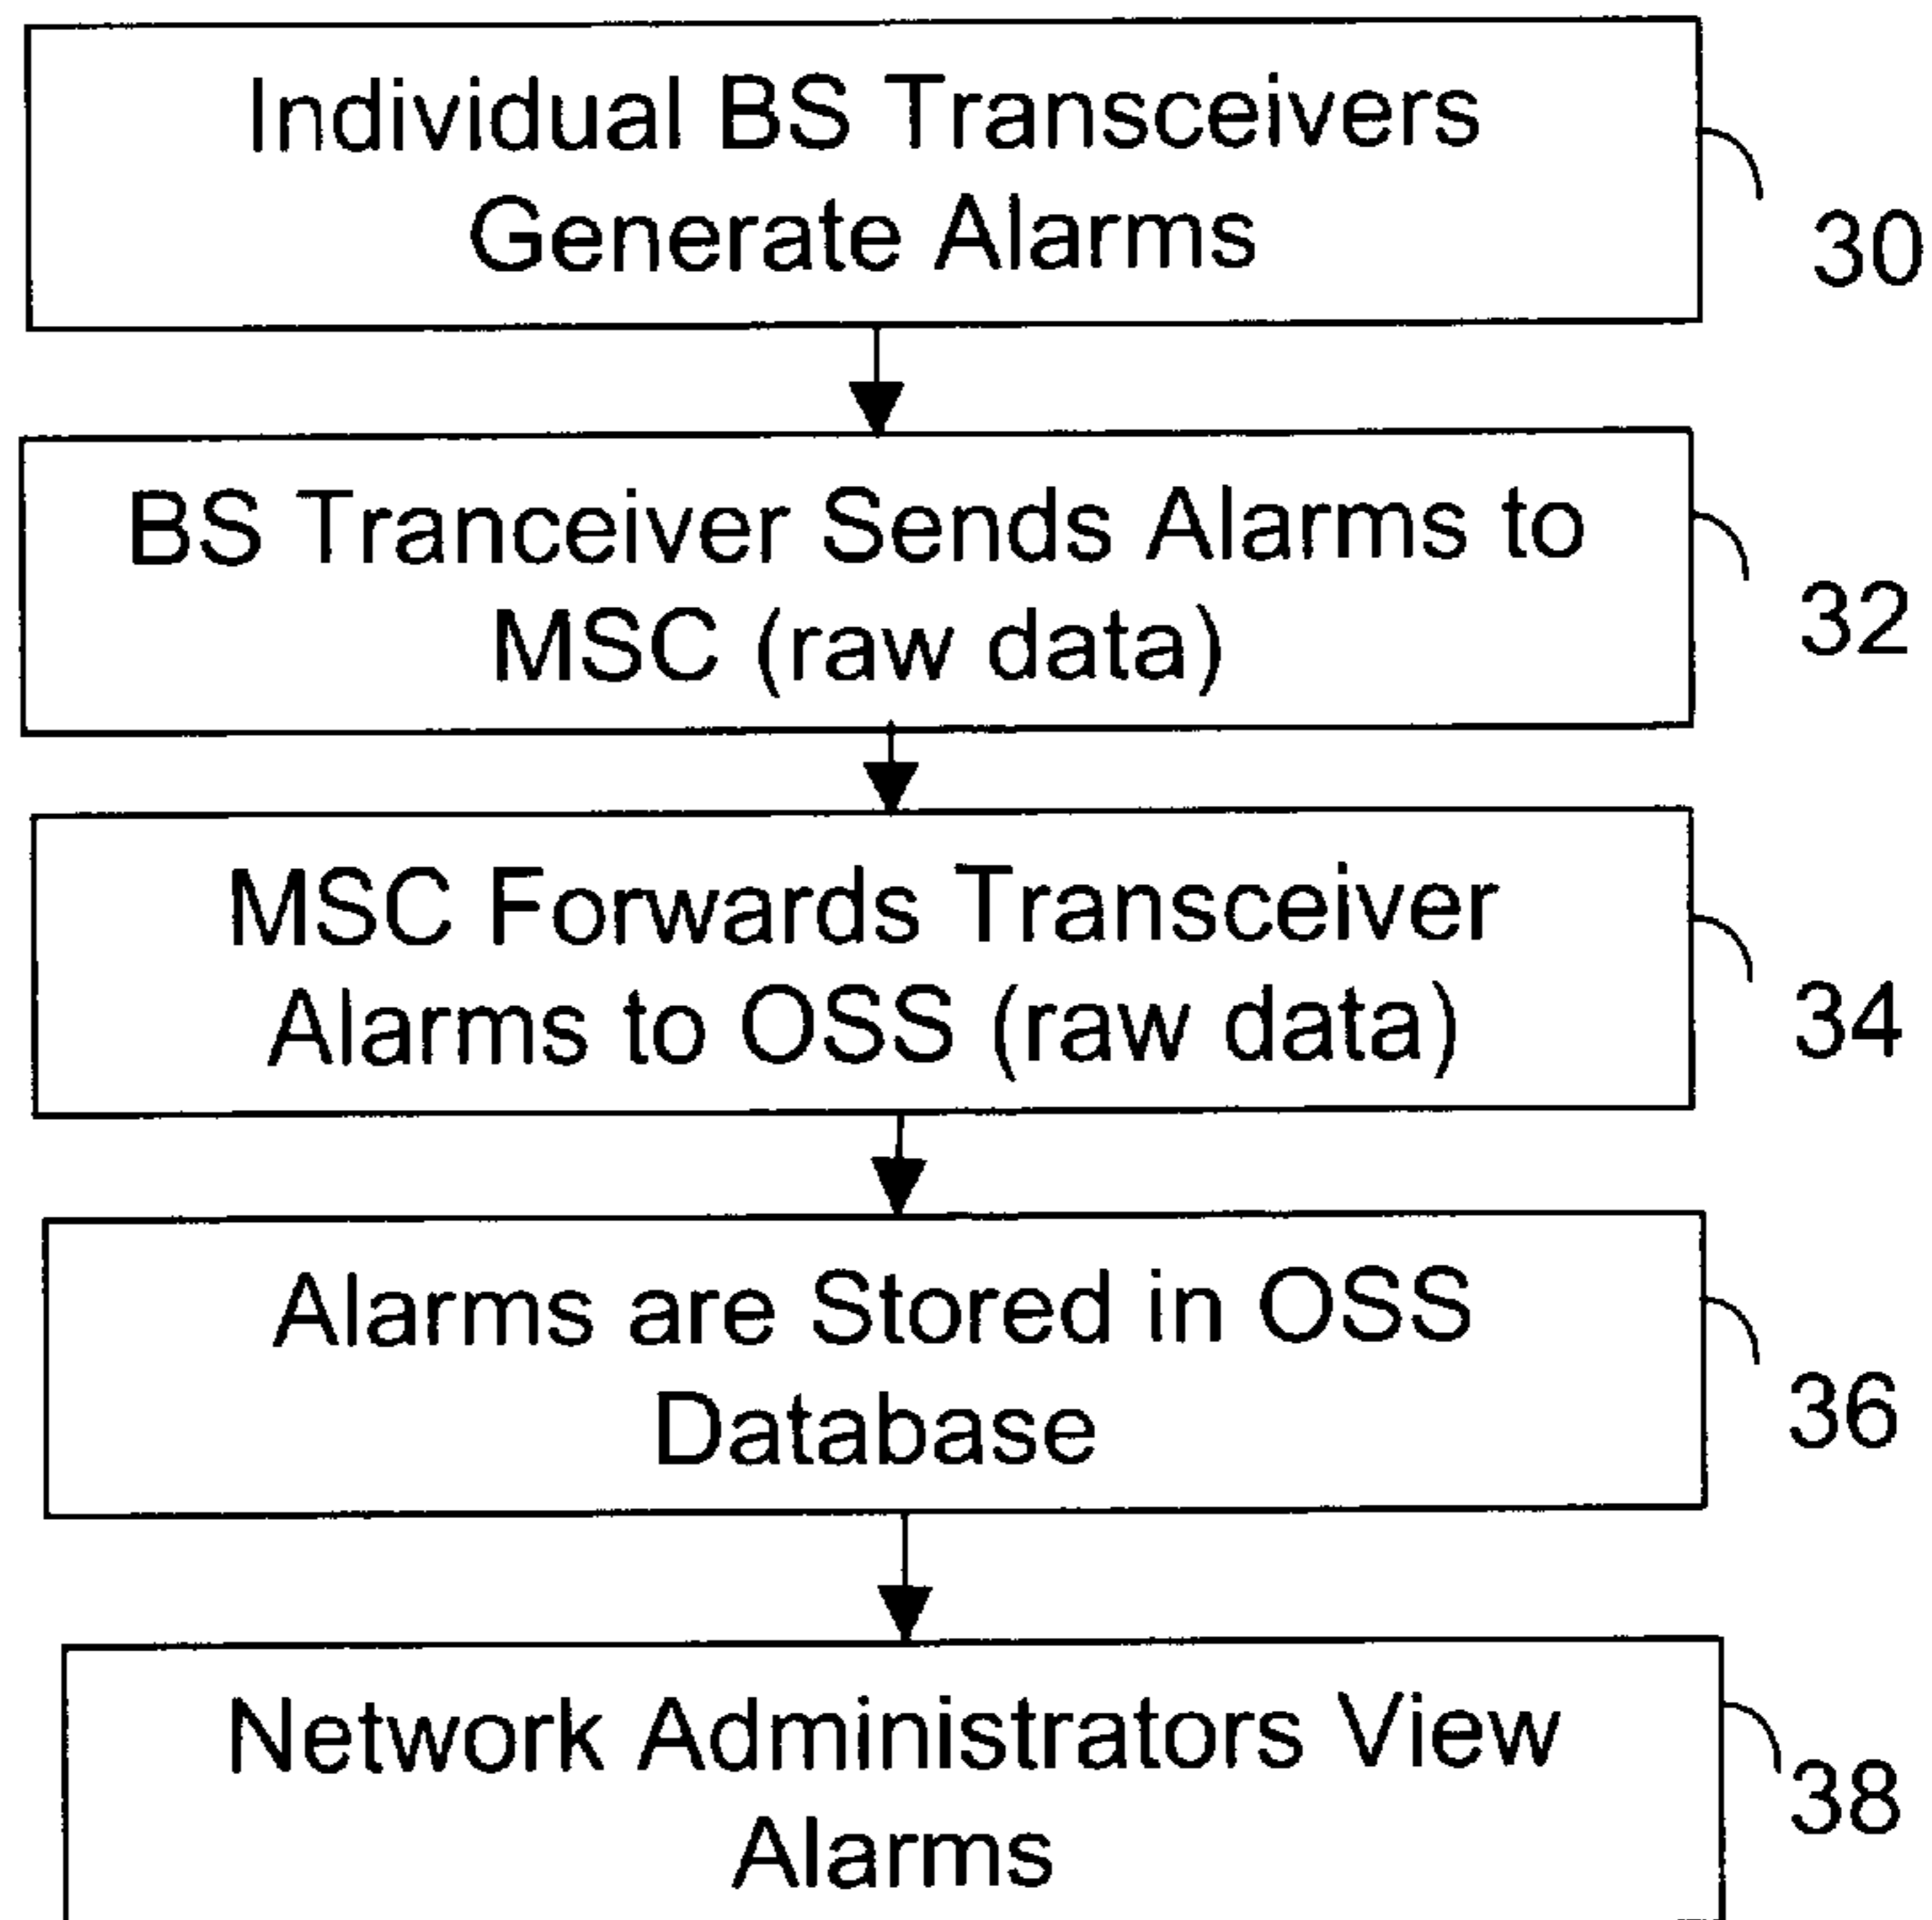 Individual BS Transceivers
Generate Alarms
30
BS Tranceiver Sends Alarms to
MSC (raw data)
32
MSC Forwards Transceiver
Alarms to OSS (raw data)
34
Alarms are Stored in OSS
Database
36
Network Administrators View
Alarms
38